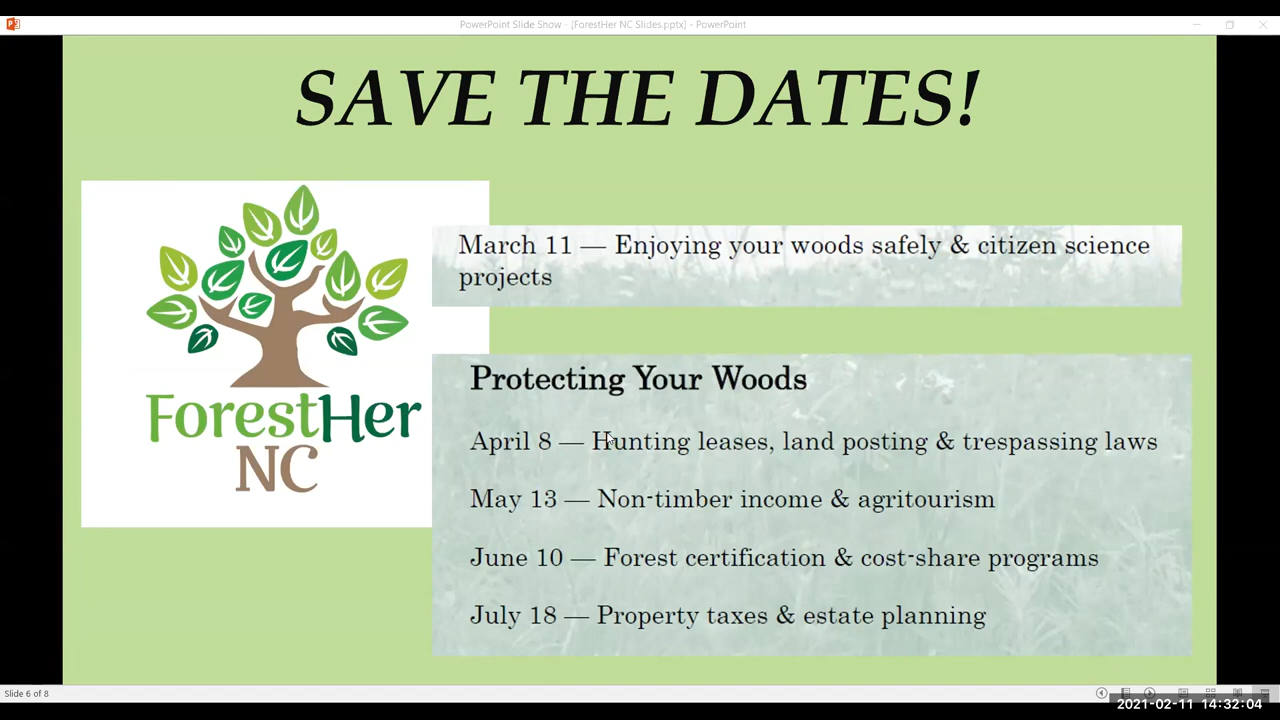 PowerPoint Slide Show - [ForestHer NC Slides.pptx] - PowerPoint
SAVE THE DATES!
ForestHer
NC
March 11 — Enjoying your woods safely & citizen science
projects
Protecting Your Woods
April 8 — Hunting leases, land posting & trespassing laws
May 13 — Non-timber income & agritourism
June 10 — Forest certification & cost-share programs
July 18 — Property taxes & estate planning
Slide 6 of 8
2021-02-11 14:32:04